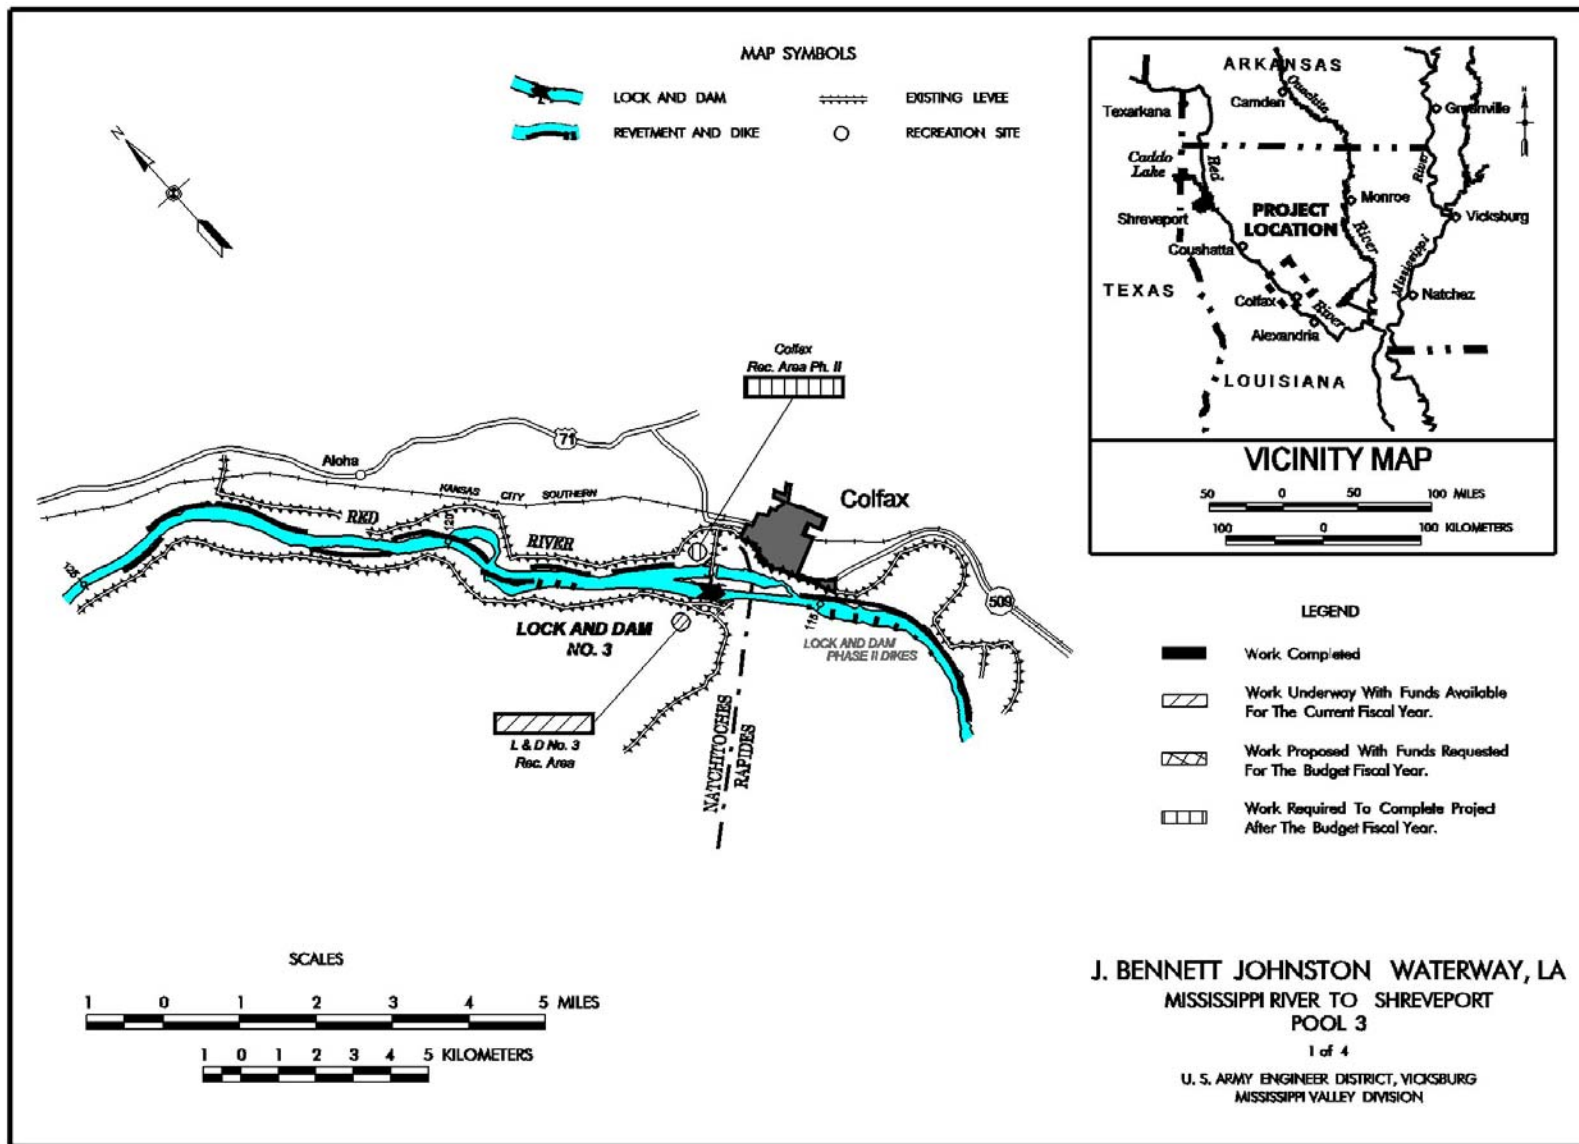 MAP SYMBOLS
LOCK AND DAM
EXISTING LEVEE
REVETMENT AND DIKE
RECREATION SITE
N
ARKANSAS
Texarkana
Camden
Ouachita
Greenville
N
Caddo
Lake
Red
River
Shreveport
PROJECT
LOCATION
Monroe
Vicksburg
Coushatta
River
Mississippi
TEXAS
Colfax
River
Natchez
Alexandria
LOUISIANA
VICINITY MAP
50 0 50 100 MILES
100 0 100 KILOMETERS
Colfax
Rec. Area Ph. II
71
Aloha
KANSAS CITY SOUTHERN
Colfax
RED
120
RIVER
125
509
115
LOCK AND DAM
NO. 3
LOCK AND DAM
PHASE II DIKES
L & D No. 3
Rec. Area
NATCHITOCHES
RAPIDES
LEGEND
Work Completed
Work Underway With Funds Available
For The Current Fiscal Year.
Work Proposed With Funds Requested
For The Budget Fiscal Year.
Work Required To Complete Project
After The Budget Fiscal Year.
SCALES
1 0 1 2 3 4 5 MILES
1 0 1 2 3 4 5 KILOMETERS
J. BENNETT JOHNSTON WATERWAY, LA
MISSISSIPPI RIVER TO SHREVEPORT
POOL 3
1 of 4
U. S. ARMY ENGINEER DISTRICT, VICKSBURG
MISSISSIPPI VALLEY DIVISION